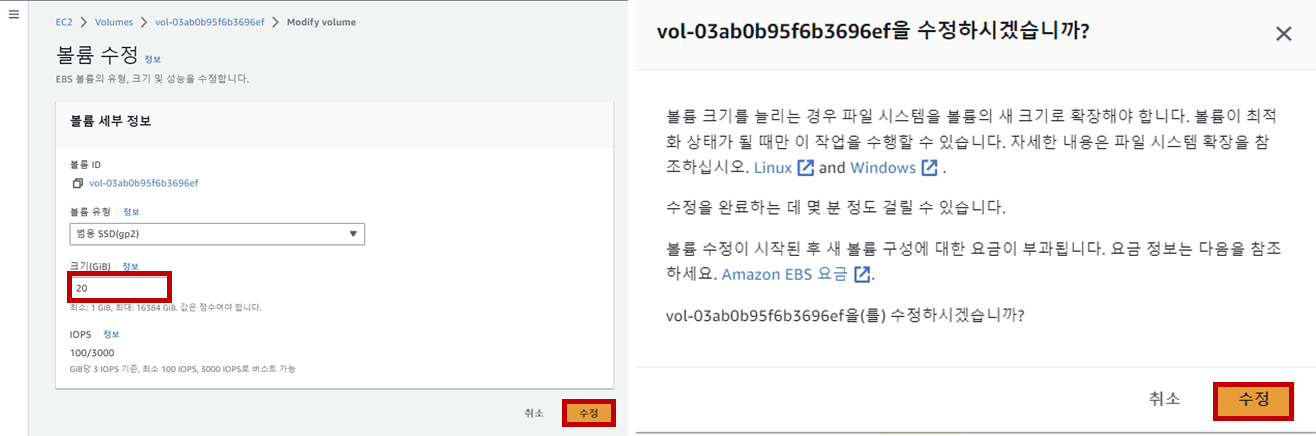 EC2 > Volumes > vol-03ab0b95f6b3696ef > Modify volume
볼륨 수정 정보
EBS 볼륨의 유형, 크기 및 성능을 수정합니다.
볼륨 세부 정보
볼륨 ID
vol-03ab0b95f6b3696ef
볼륨 유형 정보
범용 SSD(gp2)
크기(GiB) 정보
20
최소: 1 GiB, 최대: 16384 GiB. 값은 정수여야 합니다.
IOPS 정보
100/3000
GiB당 3 IOPS 기준, 최소 100 IOPS, 3000 IOPS로 버스트 가능
취소 수정
vol-03ab0b95f6b3696ef을 수정하시겠습니까?
볼륨 크기를 늘리는 경우 파일 시스템을 볼륨의 새 크기로 확장해야 합니다. 볼륨이 최적
화 상태가 될 때만 이 작업을 수행할 수 있습니다. 자세한 내용은 파일 시스템 확장을 참
조하십시오. Linux and Windows .
수정을 완료하는 데 몇 분 정도 걸릴 수 있습니다.
볼륨 수정이 시작된 후 새 볼륨 구성에 대한 요금이 부과됩니다. 요금 정보는 다음을 참조
하세요. Amazon EBS 요금 .
vol-03ab0b95f6b3696ef을(를) 수정하시겠습니까?
취소 수정